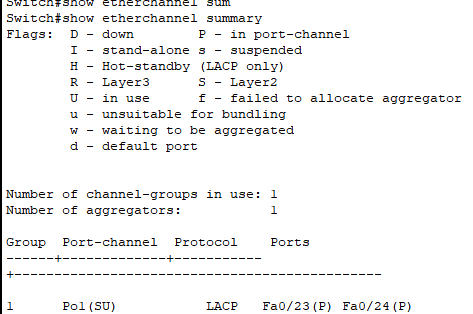 Switch#show etherchannel sum
Switch#show etherchannel summary
Flags:  D - down        P - in port-channel
        I - stand-alone s - suspended
        H - Hot-standby (LACP only)
        R - Layer3      S - Layer2
        U - in use      f - failed to allocate aggregator
        u - unsuitable for bundling
        w - waiting to be aggregated
        d - default port
Number of channel-groups in use: 1
Number of aggregators:           1
Group  Port-channel  Protocol    Ports
------+-------------+-----------
+----------------------------------------------
1      Po1(SU)           LACP   Fa0/23(P) Fa0/24(P)